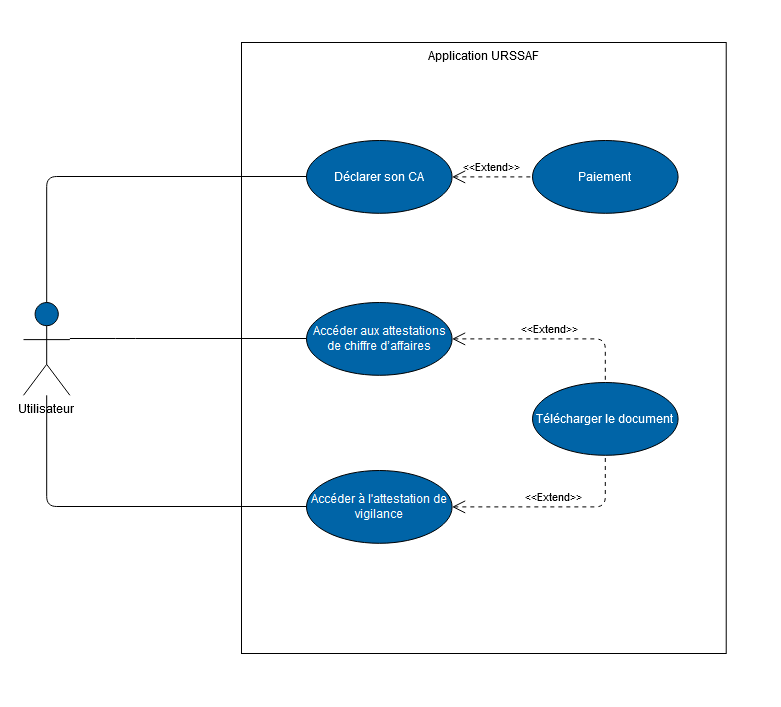 Application URSSAF
Déclarer son CA
<<Extend>>
Paiement
Accéder aux attestations
de chiffre d'affaires
<<Extend>>
Utilisateur
Télécharger le document
Accéder à l'attestation de
vigilance
<<Extend>>